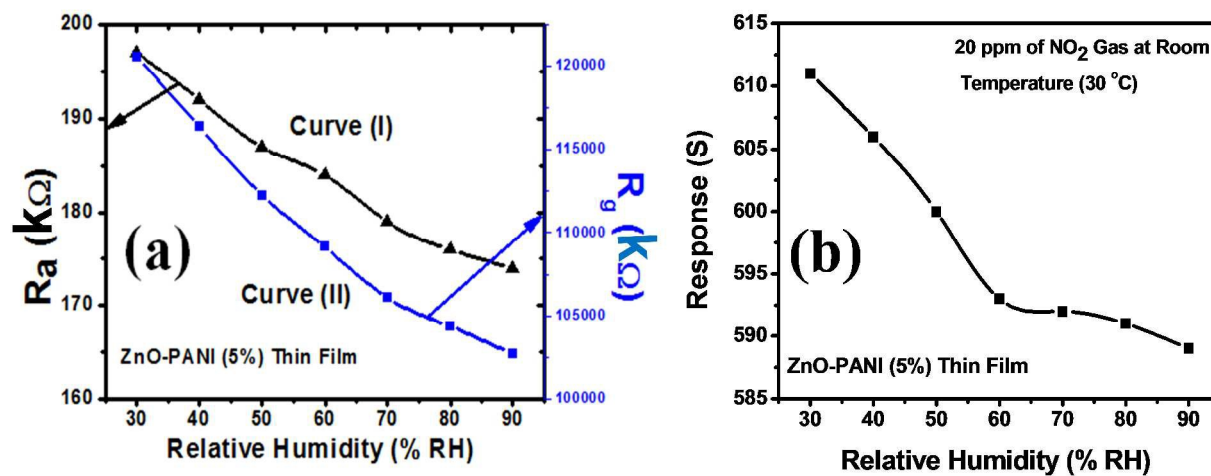 200
190
180
170
160
Ra (kΩ)
120000
115000
110000
105000
100000
Rg (kΩ)
Curve (I)
(a)
Curve (II)
ZnO-PANI (5%) Thin Film
30 40 50 60 70 80 90
Relative Humidity (% RH)
615
610
605
600
595
590
585
Response (S)
20 ppm of NO2 Gas at Room
Temperature (30 °C)
(b)
ZnO-PANI (5%) Thin Film
30 40 50 60 70 80 90
Relative Humidity (% RH)